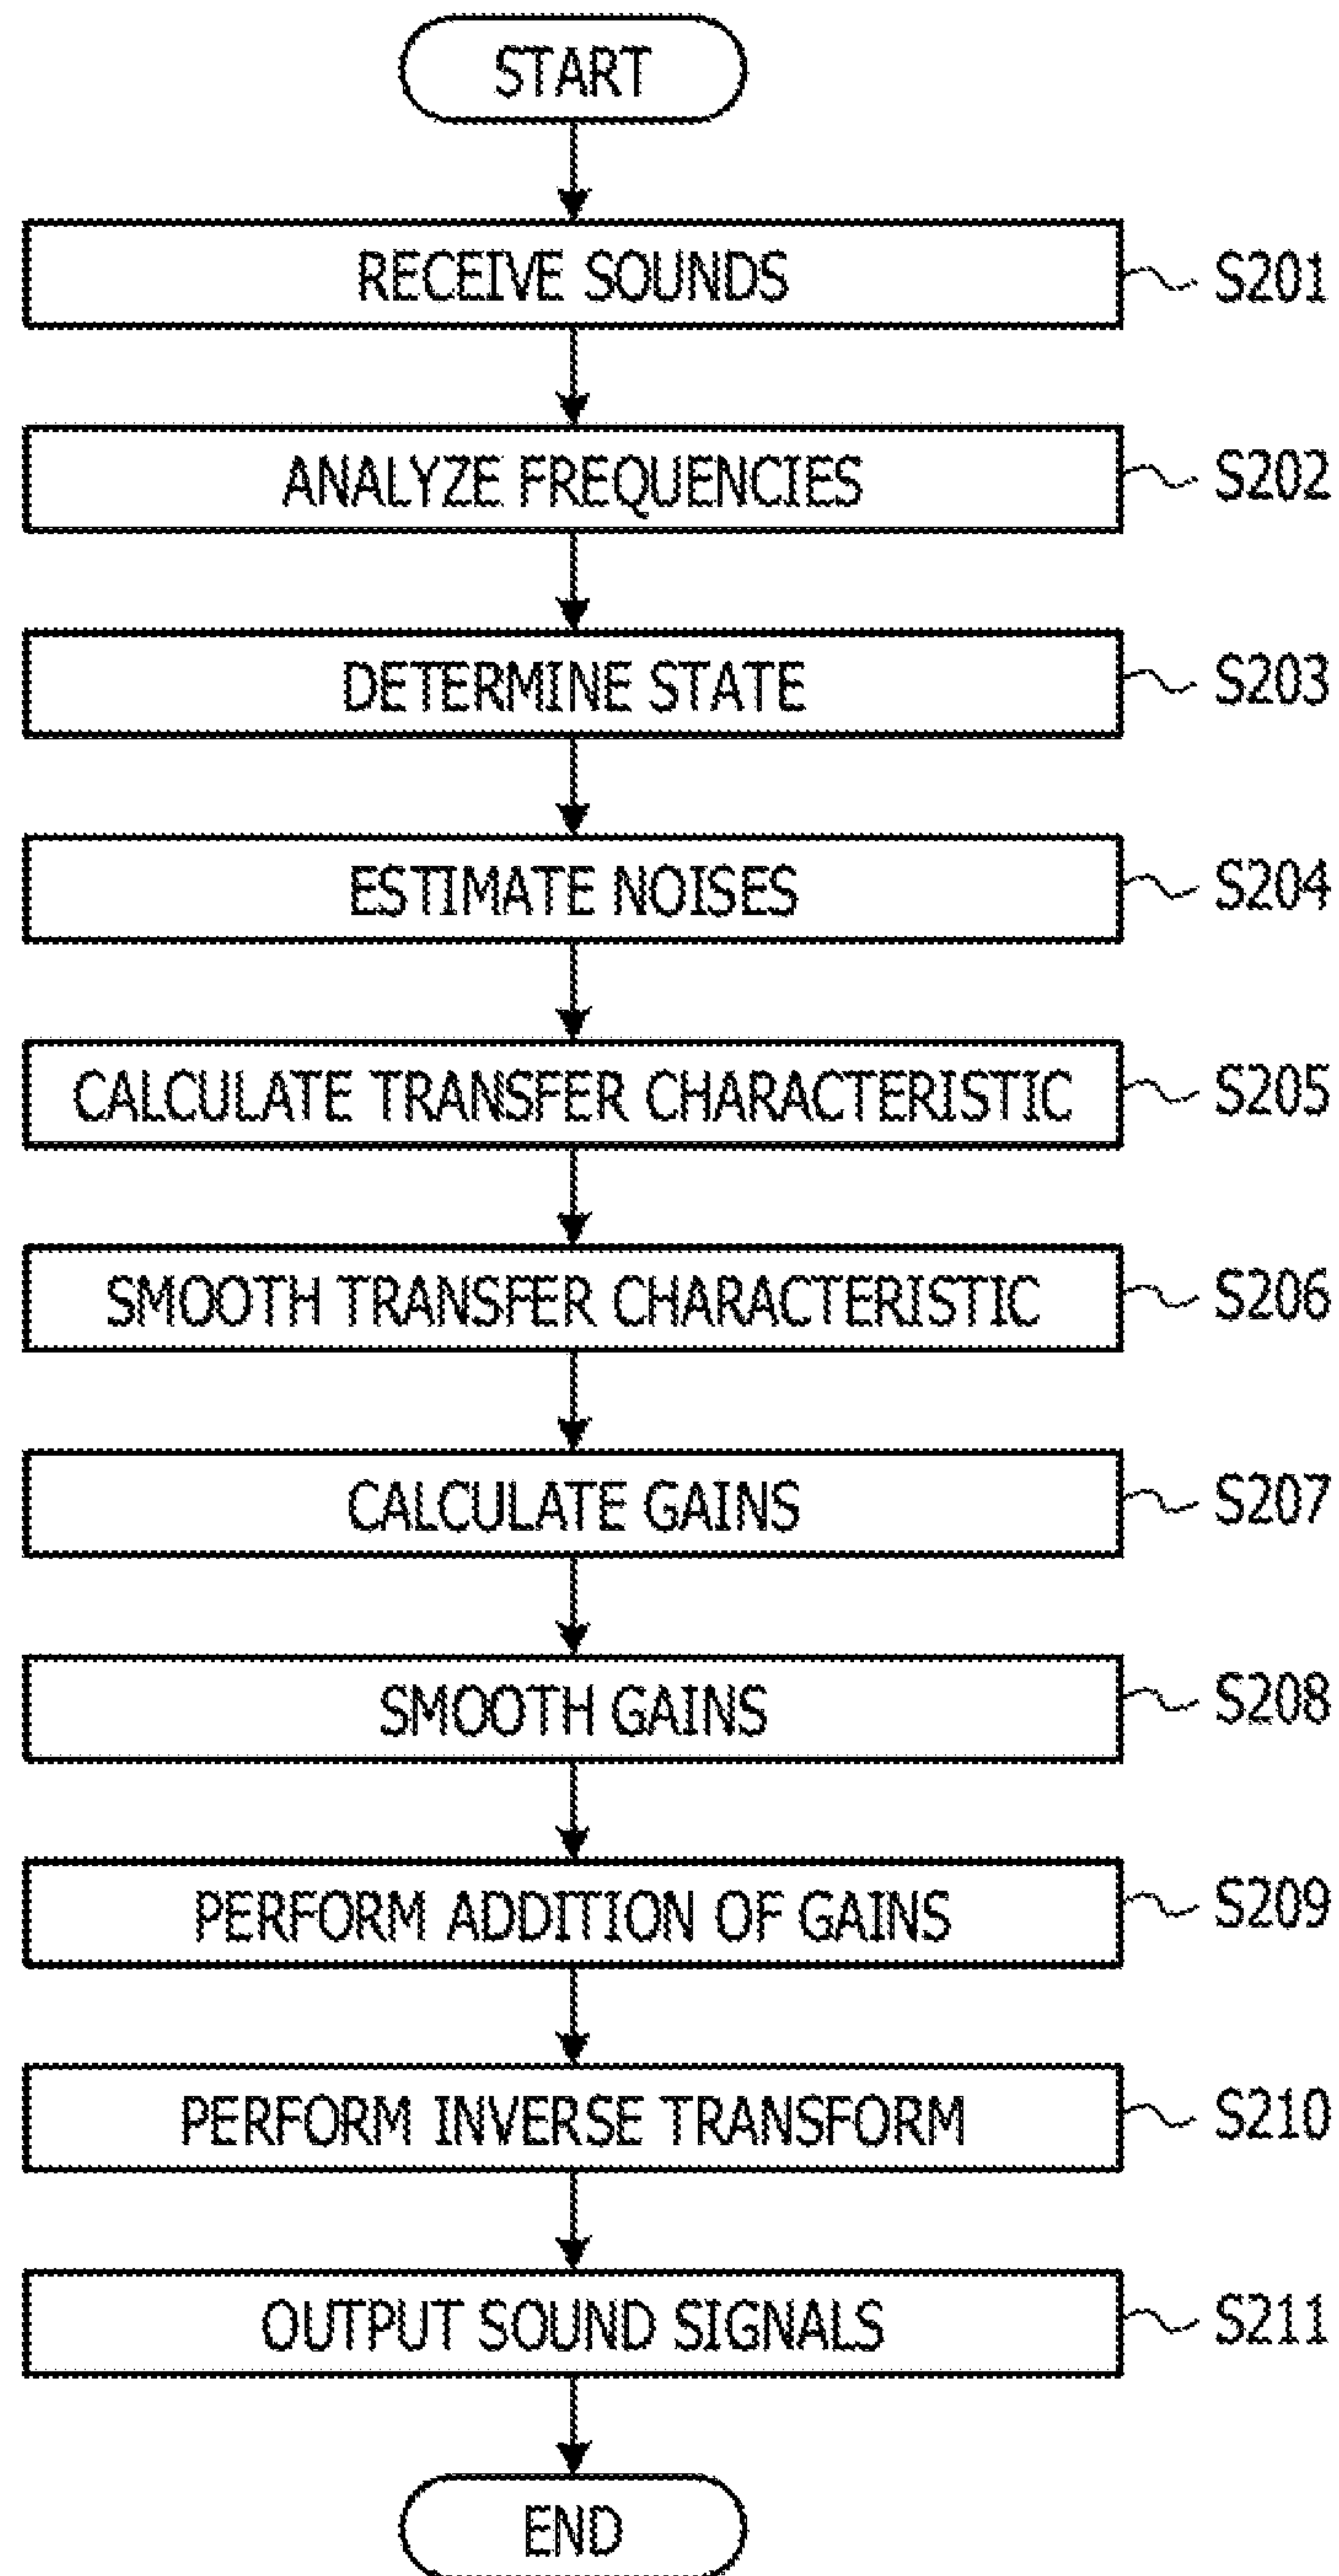 START
RECEIVE SOUNDS S201
ANALYZE FREQUENCIES S202
DETERMINE STATE S203
ESTIMATE NOISES S204
CALCULATE TRANSFER CHARACTERISTIC S205
SMOOTH TRANSFER CHARACTERISTIC S206
CALCULATE GAINS S207
SMOOTH GAINS S208
PERFORM ADDITION OF GAINS S209
PERFORM INVERSE TRANSFORM S210
OUTPUT SOUND SIGNALS S211
END